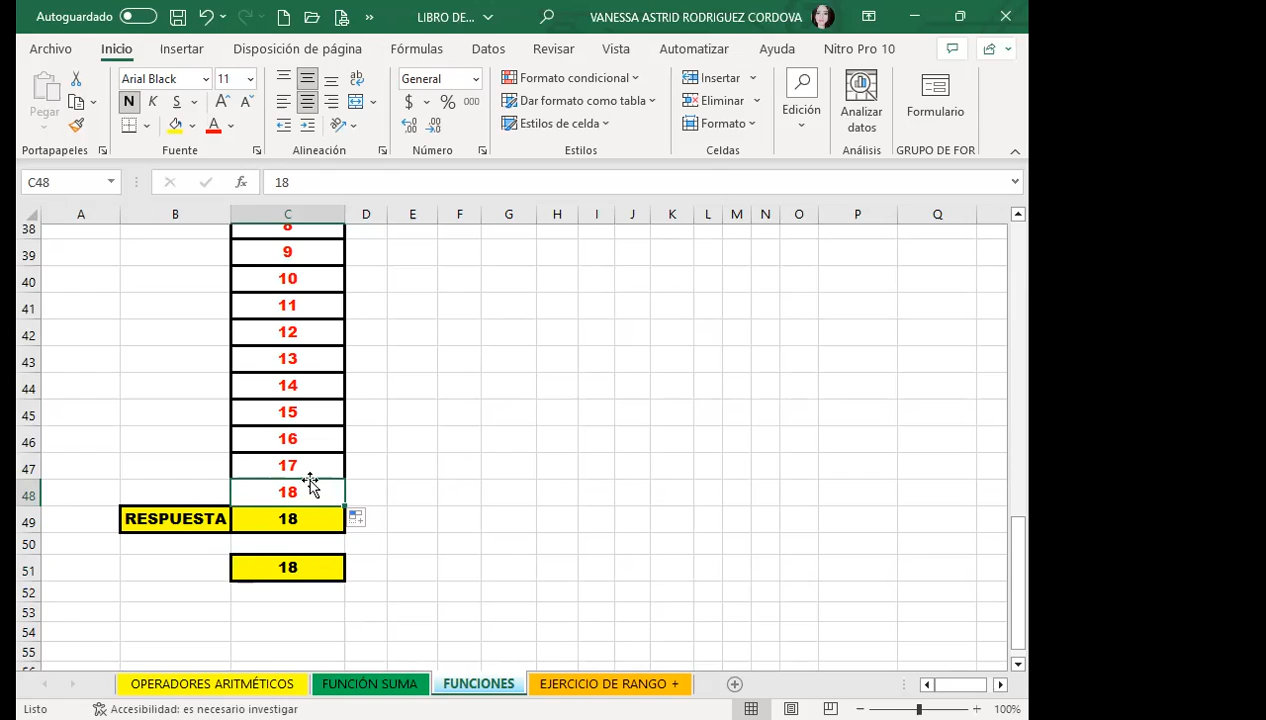 Autoguardado LIBRO DE... VANESSA ASTRID RODRIGUEZ CORDOVA
Archivo Inicio Insertar Disposición de página Fórmulas Datos Revisar Vista Automatizar Ayuda Nitro Pro 10
Pegar
Arial Black 11
N K S
General
$ % 000
Formato condicional
Dar formato como tabla
Estilos de celda
Insertar
Eliminar
Formato
Edición
Analizar datos
Formulario
Portapapeles Fuente Alineación Número Estilos Celdas Análisis GRUPO DE FOR
C48 fx 18
A B C D E F G H I J K L M N O P Q
38 8
39 9
40 10
41 11
42 12
43 13
44 14
45 15
46 16
47 17
48 18
49 RESPUESTA 18
50
51 18
52
53
54
55
56
OPERADORES ARITMÉTICOS FUNCIÓN SUMA FUNCIONES EJERCICIO DE RANGO +
Listo Accesibilidad: es necesario investigar 100%